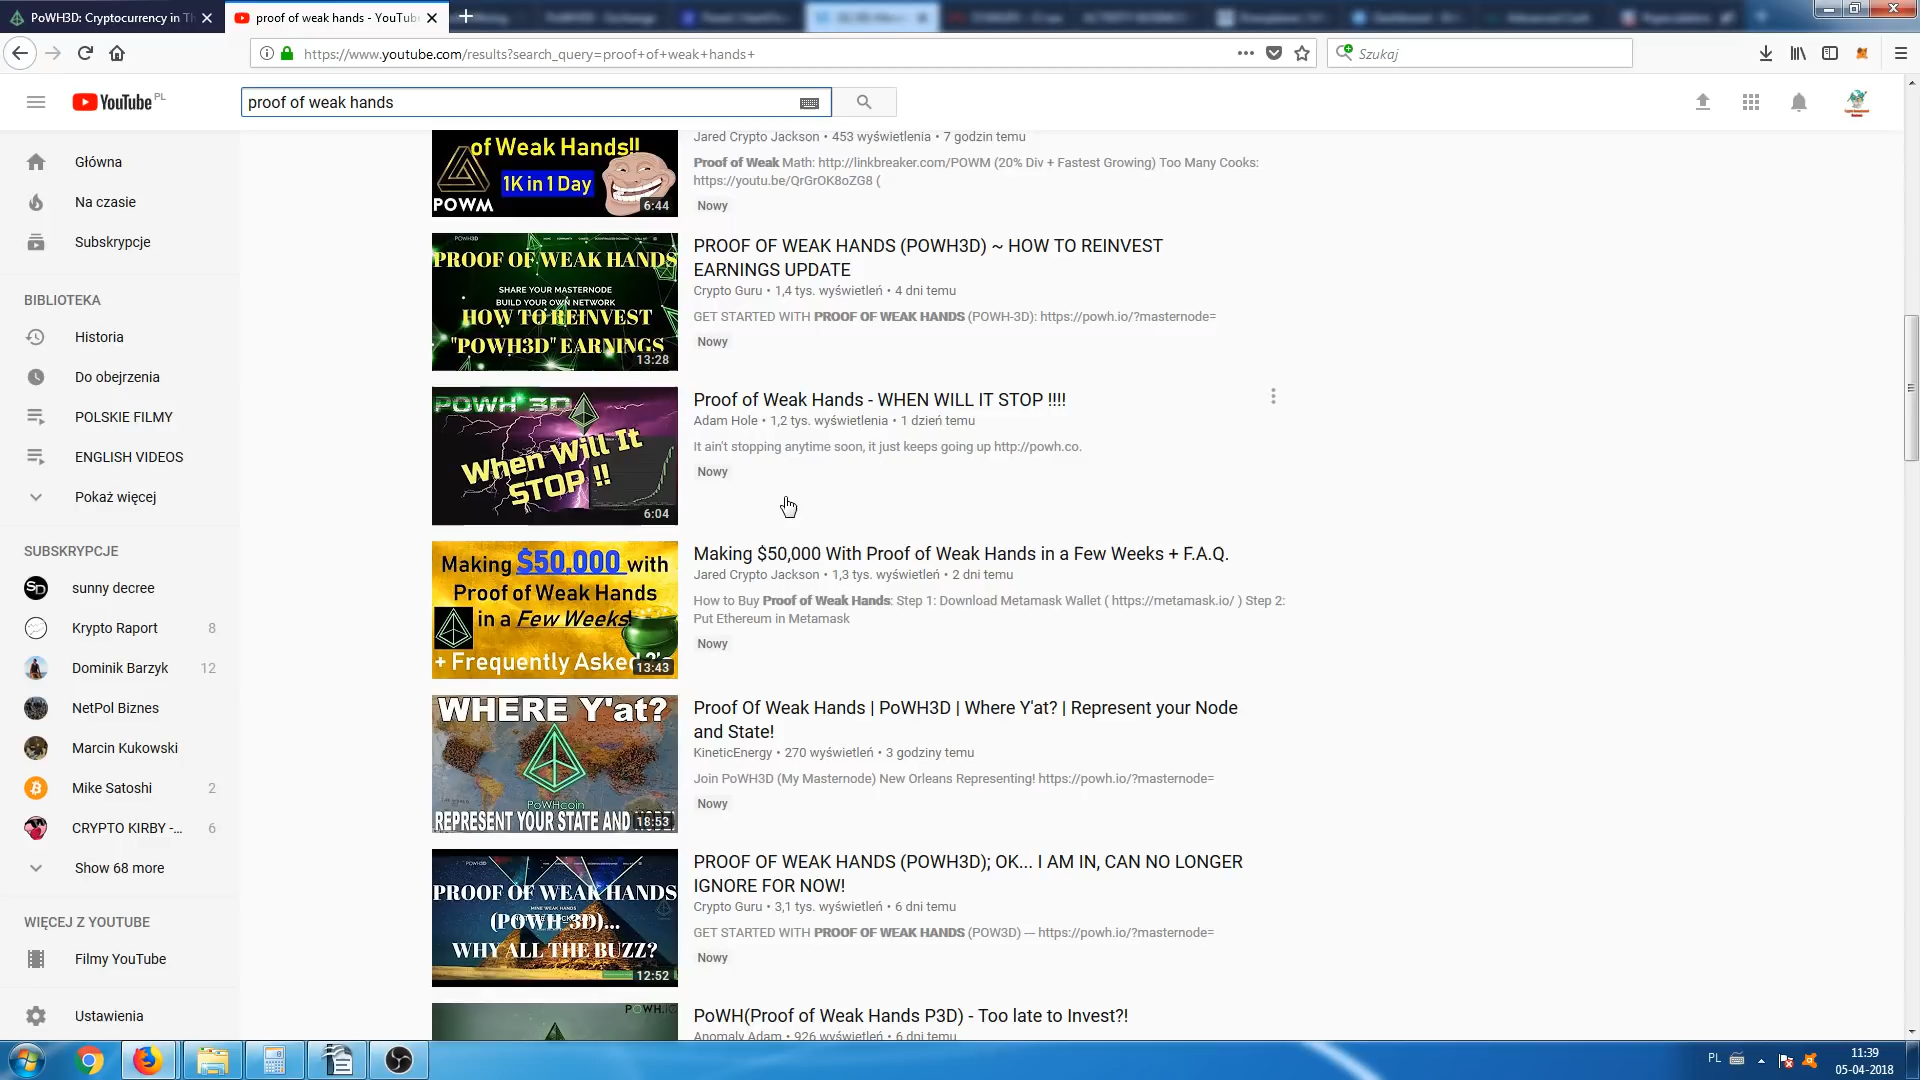 PoWH3D: Cryptocurrency in Th
proof of weak hands - YouTub
https://www.youtube.com/results?search_query=proof+of+weak+hands+
Szukaj
YouTube PL
proof of weak hands
Główna
Na czasie
Subskrypcje
BIBLIOTEKA
Historia
Do obejrzenia
POLSKIE FILMY
ENGLISH VIDEOS
Pokaż więcej
SUBSKRYPCJE
sunny decree
Krypto Raport 8
Dominik Barzyk 12
NetPol Biznes
Marcin Kukowski
Mike Satoshi 2
CRYPTO KIRBY -... 6
Show 68 more
WIĘCEJ Z YOUTUBE
Filmy YouTube
Ustawienia
of Weak Hands!!
1K in 1 Day
POWM
6:44
Jared Crypto Jackson • 453 wyświetlenia • 7 godzin temu
Proof of Weak Math: http://linkbreaker.com/POWM (20% Div + Fastest Growing) Too Many Cooks:
https://youtu.be/QrGrOK8oZG8 (
Nowy
PROOF OF WEAK HANDS
SHARE YOUR MASTERNODE
BUILD YOUR OWN NETWORK
HOW TO REINVEST
"POWH3D" EARNINGS
13:28
PROOF OF WEAK HANDS (POWH3D) ~ HOW TO REINVEST
EARNINGS UPDATE
Crypto Guru • 1,4 tys. wyświetleń • 4 dni temu
GET STARTED WITH PROOF OF WEAK HANDS (POWH-3D): https://powh.io/?masternode=
Nowy
POWH 3D
When Will It
STOP !!
6:04
Proof of Weak Hands - WHEN WILL IT STOP !!!!
Adam Hole • 1,2 tys. wyświetlenia • 1 dzień temu
It ain't stopping anytime soon, it just keeps going up http://powh.co.
Nowy
Making $50,000 with
Proof of Weak Hands
in a Few Weeks!
+ Frequently Asked ?'s
13:43
Making $50,000 With Proof of Weak Hands in a Few Weeks + F.A.Q.
Jared Crypto Jackson • 1,3 tys. wyświetleń • 2 dni temu
How to Buy Proof of Weak Hands: Step 1: Download Metamask Wallet ( https://metamask.io/ ) Step 2:
Put Ethereum in Metamask
Nowy
WHERE Y'at?
PoWHcoin
REPRESENT YOUR STATE AND
18:53
Proof Of Weak Hands | PoWH3D | Where Y'at? | Represent your Node
and State!
KineticEnergy • 270 wyświetleń • 3 godziny temu
Join PoWH3D (My Masternode) New Orleans Representing! https://powh.io/?masternode=
Nowy
PROOF OF WEAK HANDS
(POWH-3D)...
WHY ALL THE BUZZ?
12:52
PROOF OF WEAK HANDS (POWH3D); OK... I AM IN, CAN NO LONGER
IGNORE FOR NOW!
Crypto Guru • 3,1 tys. wyświetleń • 6 dni temu
GET STARTED WITH PROOF OF WEAK HANDS (POW3D) — https://powh.io/?masternode=
Nowy
PoWH(Proof of Weak Hands P3D) - Too late to Invest?!
Anomaly Adam • 926 wyświetleń • 6 dni temu
PL
11:39
05-04-2018